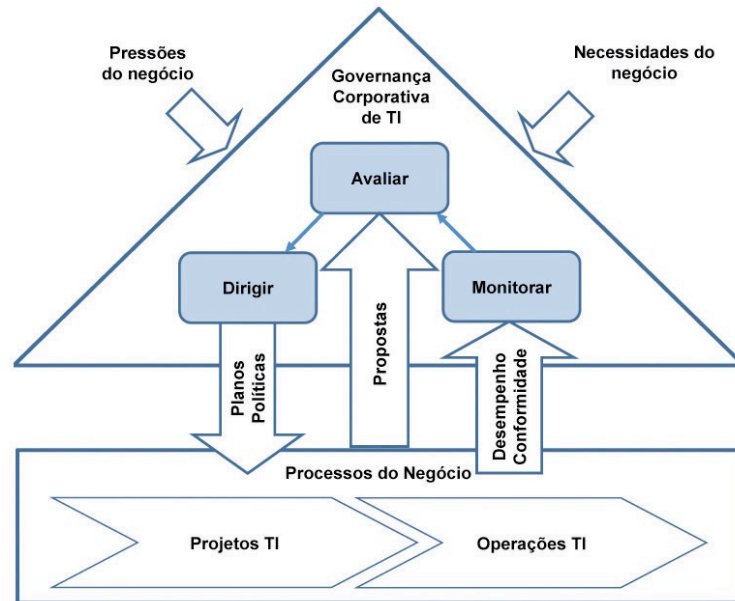 Pressões
do negócio
Necessidades do
negócio
Governança
Corporativa
de TI
Avaliar
Dirigir
Monitorar
Planos
Políticas
Propostas
Desempenho
Conformidade
Processos do Negócio
Projetos TI
Operações TI